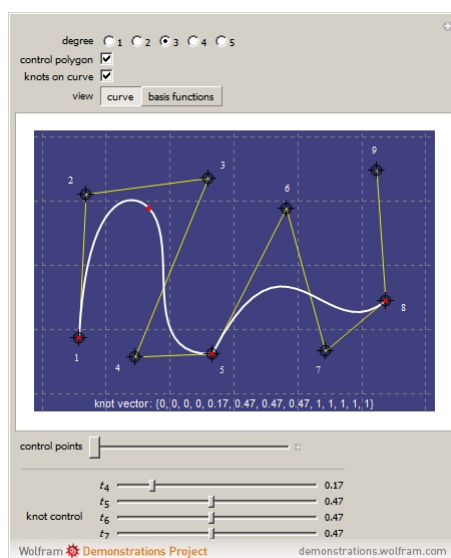 degree 1 2 3 4 5
control polygon
knots on curve
view curve basis functions
9
3
2
6
8
1
4
5
7
knot vector: {0, 0, 0, 0, 0.17, 0.47, 0.47, 0.47, 1, 1, 1, 1, 1}
control points
t4 0.17
t5 0.47
knot control
t6 0.47
t7 0.47
Wolfram Demonstrations Project demonstrations.wolfram.com